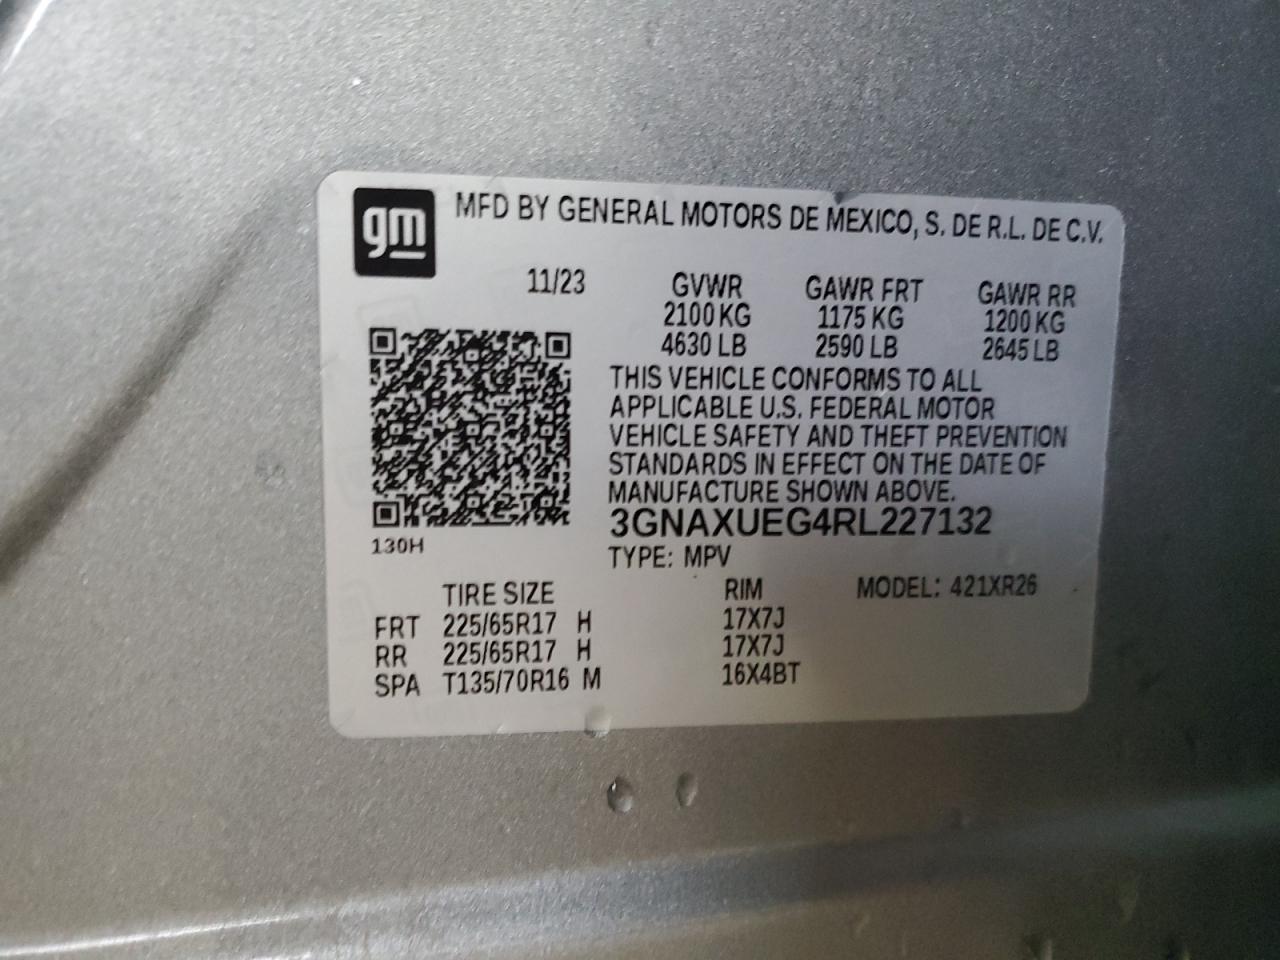 gm MFD BY GENERAL MOTORS DE MEXICO, S. DE R.L. DE C.V.
11/23 GVWR GAWR FRT GAWR RR
2100 KG 1175 KG 1200 KG
4630 LB 2590 LB 2645 LB
THIS VEHICLE CONFORMS TO ALL
APPLICABLE U.S. FEDERAL MOTOR
VEHICLE SAFETY AND THEFT PREVENTION
STANDARDS IN EFFECT ON THE DATE OF
MANUFACTURE SHOWN ABOVE.
3GNAXUEG4RL227132
130H
TYPE: MPV
TIRE SIZE RIM MODEL: 421XR26
FRT 225/65R17 H 17X7J
RR 225/65R17 H 17X7J
SPA T135/70R16 M 16X4BT